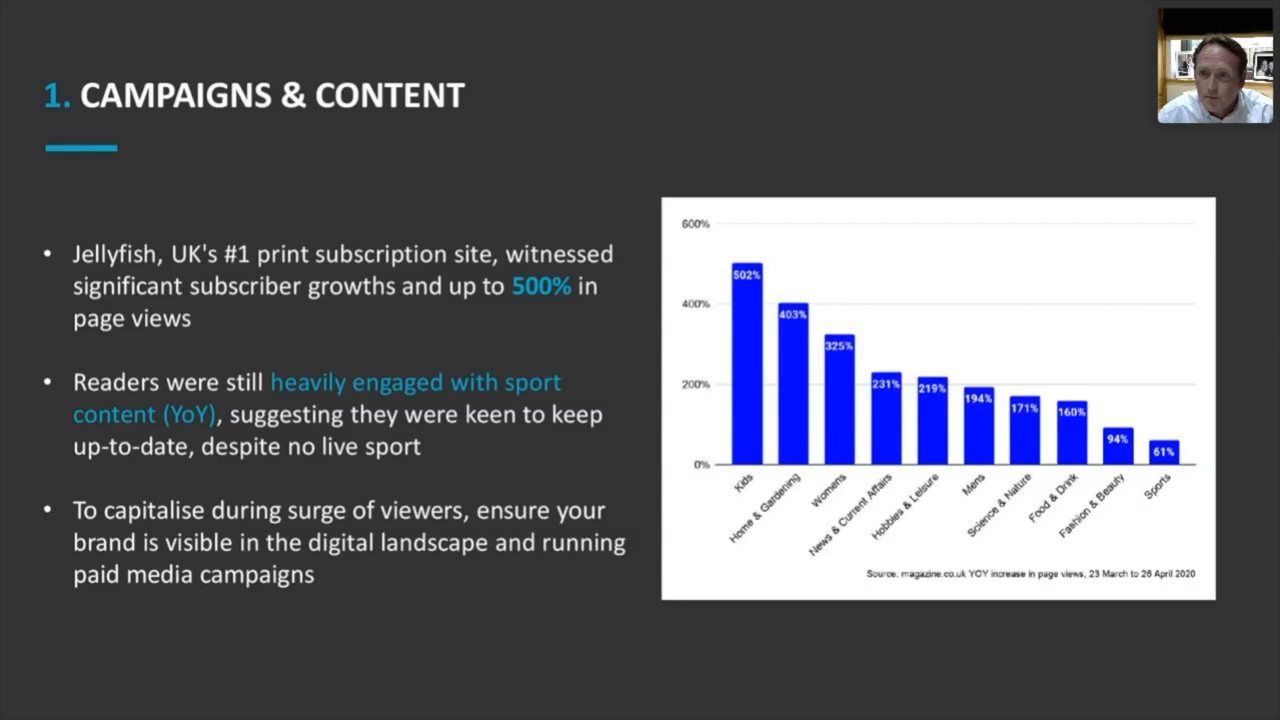 1. CAMPAIGNS & CONTENT
• Jellyfish, UK's #1 print subscription site, witnessed
significant subscriber growths and up to 500% in
page views
• Readers were still heavily engaged with sport
content (YoY), suggesting they were keen to keep
up-to-date, despite no live sport
• To capitalise during surge of viewers, ensure your
brand is visible in the digital landscape and running
paid media campaigns
600%
400%
200%
0%
502%
403%
325%
231%
219%
194%
171%
160%
94%
61%
Kids
Home & Gardening
Womens
News & Current Affairs
Hobbies & Leisure
Mens
Science & Nature
Food & Drink
Fashion & Beauty
Sports
Source: magazine.co.uk YOY increase in page views, 23 March to 26 April 2020